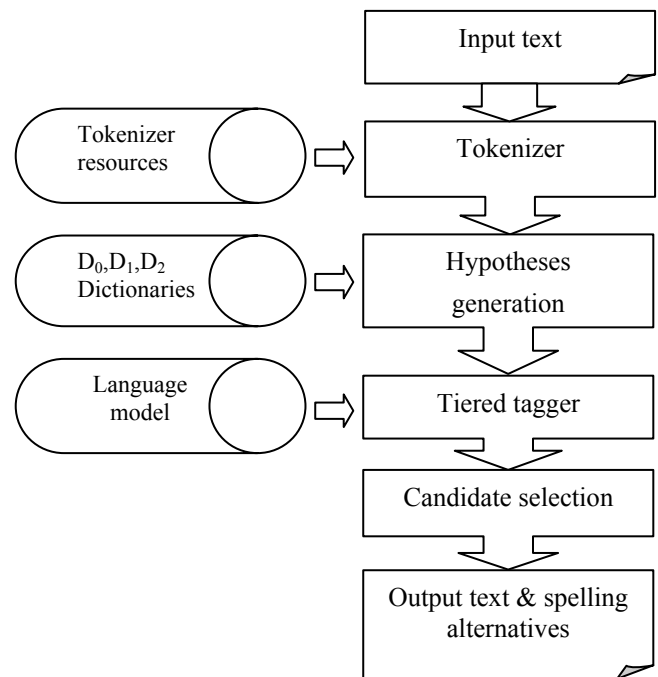 Input text
Tokenizer
resources
Tokenizer
D₀,D₁,D₂
Dictionaries
Hypotheses
generation
Language
model
Tiered tagger
Candidate selection
Output text & spelling
alternatives